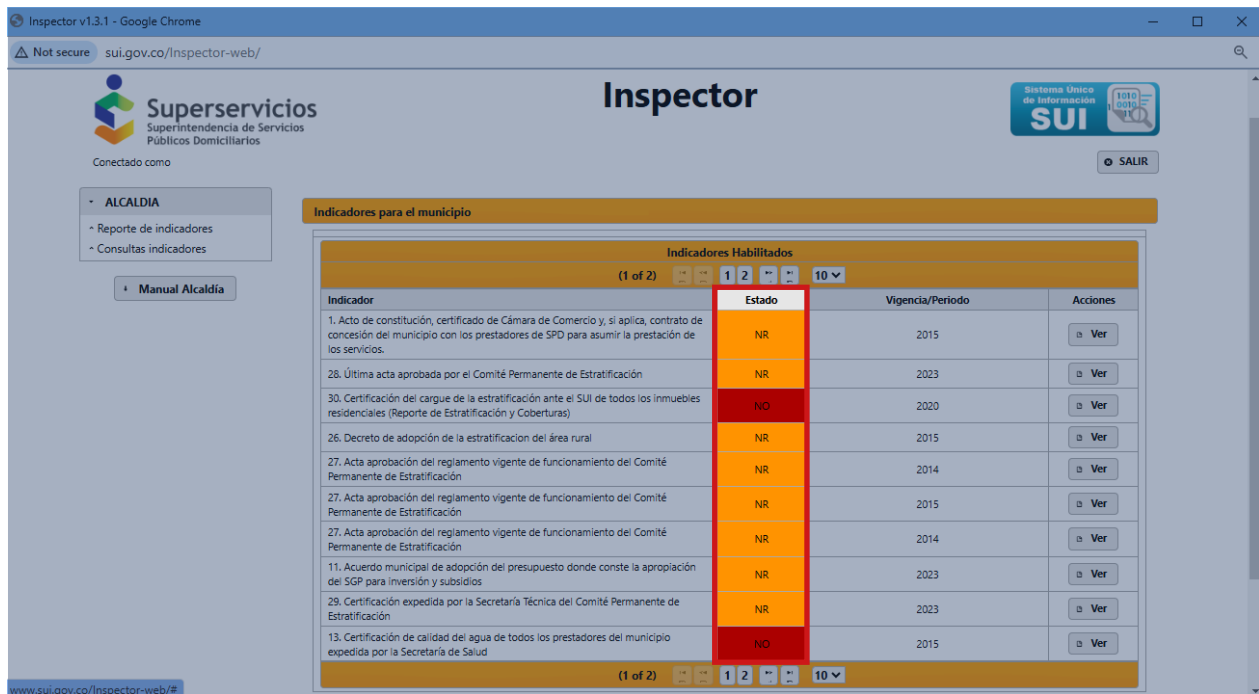 Inspector v1.3.1 - Google Chrome
Not secure sui.gov.co/Inspector-web/
Superservicios
Superintendencia de Servicios
Públicos Domiciliarios
Inspector
Sistema Único
de Información
SUI
1010
0010
11
Conectado como
SALIR
ALCALDIA
Reporte de indicadores
Consultas indicadores
Manual Alcaldía
Indicadores para el municipio
Indicadores Habilitados
(1 of 2) 1 2 10
Indicador Estado Vigencia/Periodo Acciones
1. Acto de constitución, certificado de Cámara de Comercio y, si aplica, contrato de
concesión del municipio con los prestadores de SPD para asumir la prestación de
los servicios.
NR 2015 Ver
28. Última acta aprobada por el Comité Permanente de Estratificación NR 2023 Ver
30. Certificación del cargue de la estratificación ante el SUI de todos los inmuebles
residenciales (Reporte de Estratificación y Coberturas)
NO 2020 Ver
26. Decreto de adopción de la estratificacion del área rural NR 2015 Ver
27. Acta aprobación del reglamento vigente de funcionamiento del Comité
Permanente de Estratificación
NR 2014 Ver
27. Acta aprobación del reglamento vigente de funcionamiento del Comité
Permanente de Estratificación
NR 2015 Ver
27. Acta aprobación del reglamento vigente de funcionamiento del Comité
Permanente de Estratificación
NR 2014 Ver
11. Acuerdo municipal de adopción del presupuesto donde conste la apropiación
del SGP para inversión y subsidios
NR 2023 Ver
29. Certificación expedida por la Secretaría Técnica del Comité Permanente de
Estratificación
NR 2023 Ver
13. Certificación de calidad del agua de todos los prestadores del municipio
expedida por la Secretaría de Salud
NO 2015 Ver
(1 of 2) 1 2 10
www.sui.gov.co/Inspector-web/#